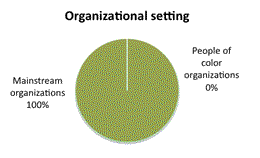 Organizational setting
People of
color
organizations
0%
Mainstream
organizations
100%